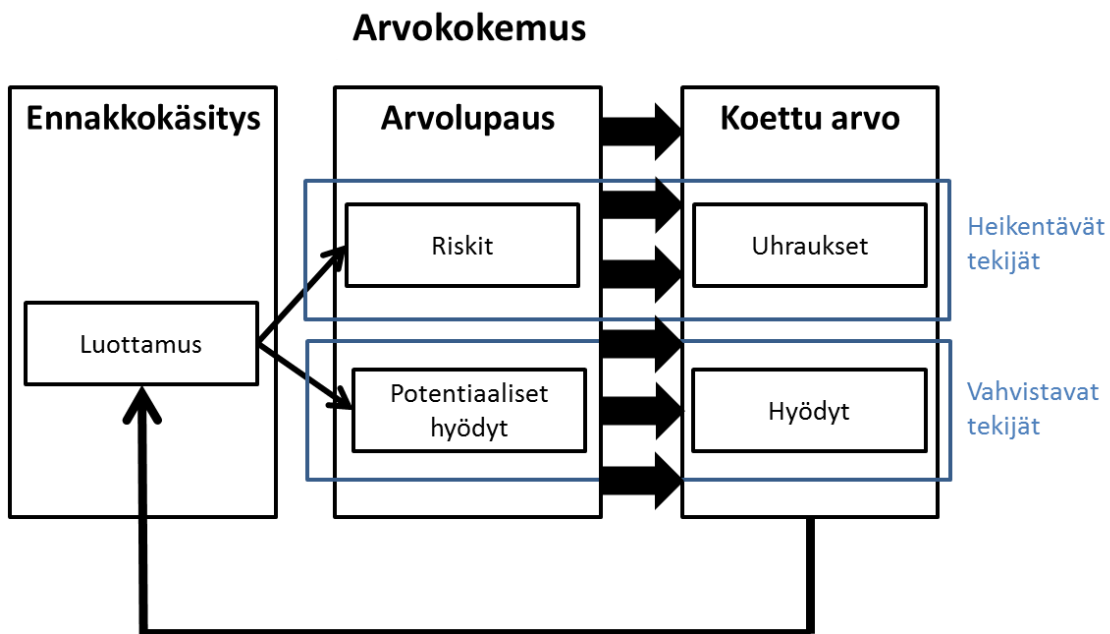 Arvokokemus
Ennakkokäsitys
Arvolupaus
Koettu arvo
Riskit
Uhraukset
Heikentävät
tekijät
Luottamus
Potentiaaliset
hyödyt
Hyödyt
Vahvistavat
tekijät